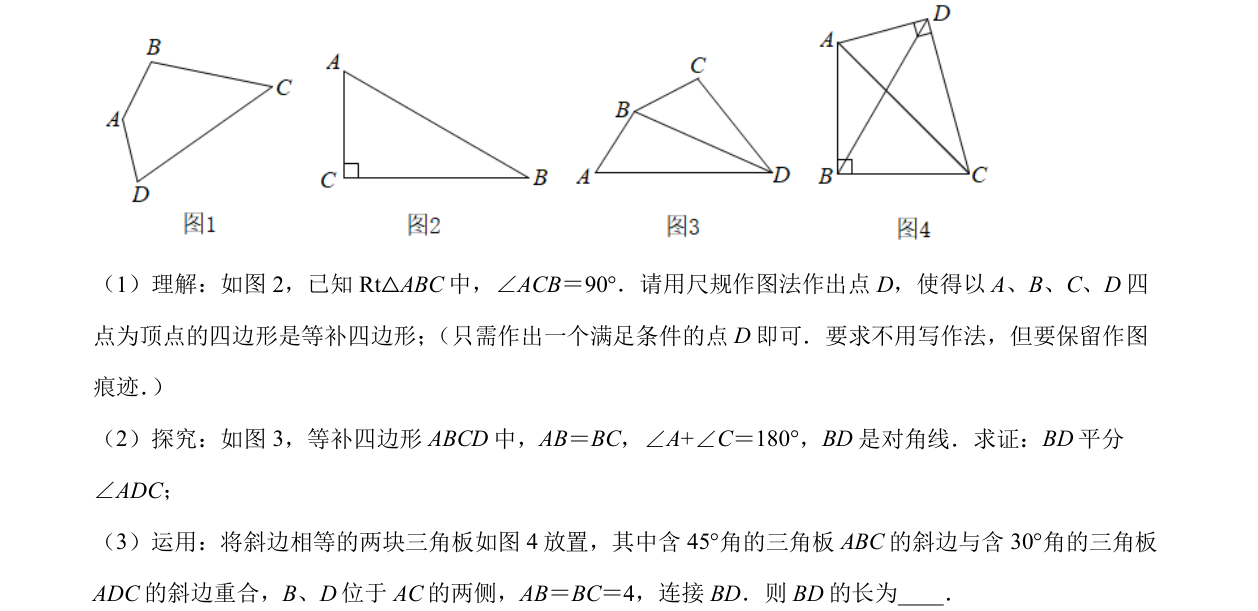 B
C
A
D
图1
A
C
B
图2
C
B
A
D
图3
D
A
B
C
图4
（1）理解：如图 2，已知 Rt△ABC 中，∠ACB＝90°．请用尺规作图法作出点 D，使得以 A、B、C、D 四
点为顶点的四边形是等补四边形；（只需作出一个满足条件的点 D 即可．要求不用写作法，但要保留作图
痕迹．）
（2）探究：如图 3，等补四边形 ABCD 中，AB＝BC，∠A+∠C＝180°，BD 是对角线．求证：BD 平分
∠ADC；
（3）运用：将斜边相等的两块三角板如图 4 放置，其中含 45°角的三角板 ABC 的斜边与含 30°角的三角板
ADC 的斜边重合，B、D 位于 AC 的两侧，AB＝BC＝4，连接 BD．则 BD 的长为____．